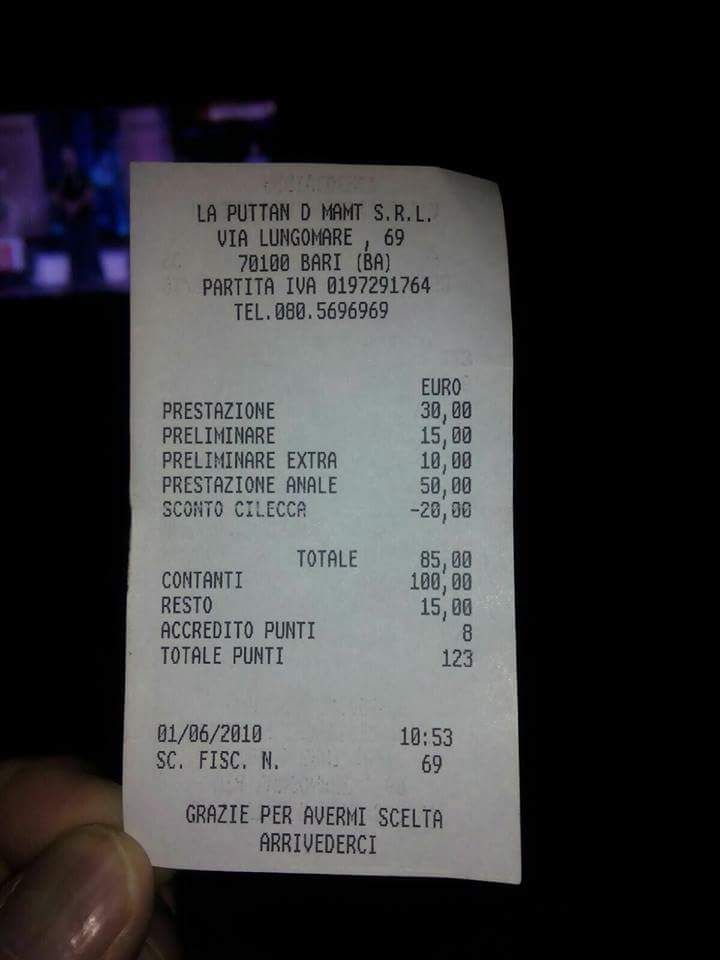 LA PUTTAN D MAMT S.R.L.
VIA LUNGOMARE , 69
70100 BARI (BA)
PARTITA IVA 0197291764
TEL.080.5696969
EURO
PRESTAZIONE 30,00
PRELIMINARE 15,00
PRELIMINARE EXTRA 10,00
PRESTAZIONE ANALE 50,00
SCONTO CILECCA -20,00
TOTALE 85,00
CONTANTI 100,00
RESTO 15,00
ACCREDITO PUNTI 8
TOTALE PUNTI 123
01/06/2010 10:53
SC. FISC. N. 69
GRAZIE PER AVERMI SCELTA
ARRIVEDERCI